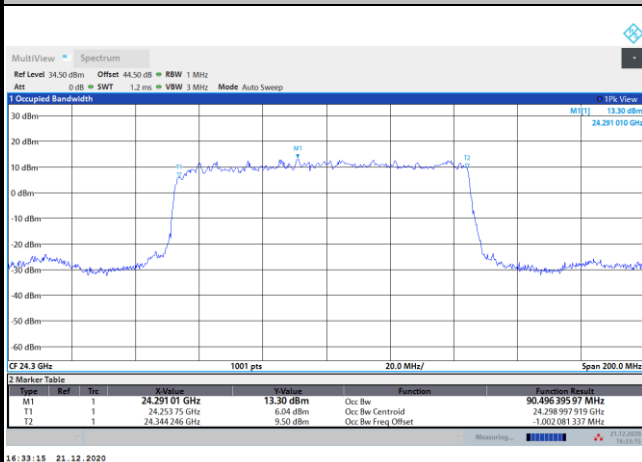 MultiView Spectrum
Ref Level 34.50 dBm Offset 44.50 dB RBW 1 MHz
Att 0 dB SWT 1.2 ms VBW 3 MHz Mode Auto Sweep
1 Occupied Bandwidth 1Pk View
M1[1] 13.30 dBm
24.291 010 GHz
30 dBm
20 dBm
M1
T1
T2
10 dBm
0 dBm
-10 dBm
-20 dBm
-30 dBm
-40 dBm
-50 dBm
-60 dBm
CF 24.3 GHz 1001 pts 20.0 MHz/ Span 200.0 MHz
2 Marker Table
Type Ref Trc X-Value Y-Value Function Function Result
M1 1 24.291 01 GHz 13.30 dBm Occ Bw 90.496 395 97 MHz
T1 1 24.253 75 GHz 6.04 dBm Occ Bw Centroid 24.298 997 919 GHz
T2 1 24.344 246 GHz 9.50 dBm Occ Bw Freq Offset -1.002 081 337 MHz
Measuring... 21.12.2020
16:33:15
16:33:15 21.12.2020